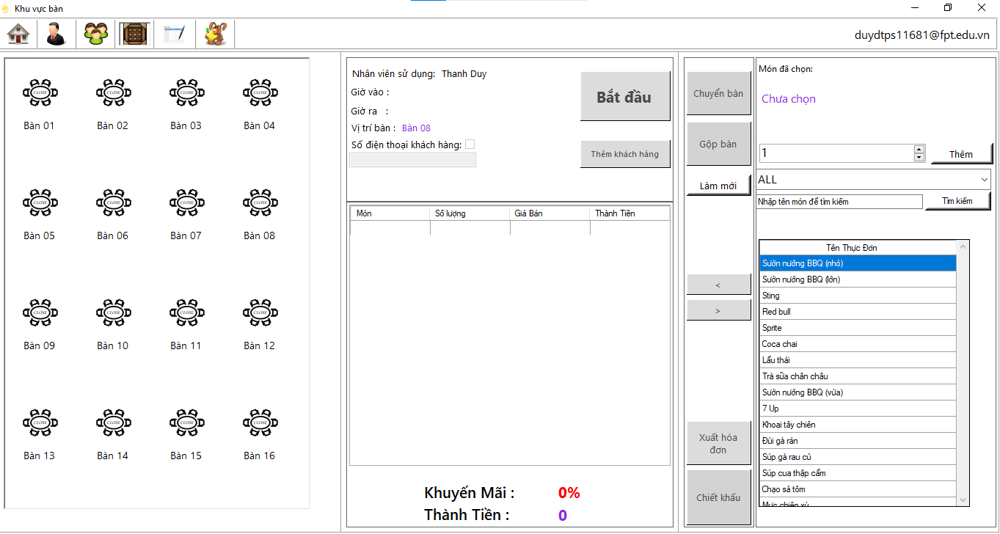 Khu vực bàn
duydtps11681@fpt.edu.vn
CLOSE CLOSE CLOSE CLOSE
Bàn 01 Bàn 02 Bàn 03 Bàn 04
CLOSE CLOSE CLOSE CLOSE
Bàn 05 Bàn 06 Bàn 07 Bàn 08
CLOSE CLOSE CLOSE CLOSE
Bàn 09 Bàn 10 Bàn 11 Bàn 12
CLOSE CLOSE CLOSE CLOSE
Bàn 13 Bàn 14 Bàn 15 Bàn 16
Nhân viên sử dụng: Thanh Duy
Giờ vào :
Giờ ra :
Vị trí bàn : Bàn 08
Số điện thoại khách hàng:
Bắt đầu
Thêm khách hàng
Món Số lượng Giá Bán Thành Tiền
Khuyến Mãi : 0%
Thành Tiền : 0
Chuyển bàn
Gộp bàn
Làm mới
<
>
Xuất hóa
đơn
Chiết khấu
Món đã chọn:
Chưa chọn
1
Thêm
ALL
Nhập tên món để tìm kiếm
Tìm kiếm
Tên Thực Đơn
Sườn nướng BBQ (nhỏ)
Sườn nướng BBQ (lớn)
Sting
Red bull
Sprite
Coca chai
Lẩu thái
Trà sữa chân châu
Sườn nướng BBQ (vừa)
7 Up
Khoai tây chiên
Đùi gà rán
Súp gà rau củ
Súp cua thập cẩm
Chạo sả tôm
Mực chiên xù